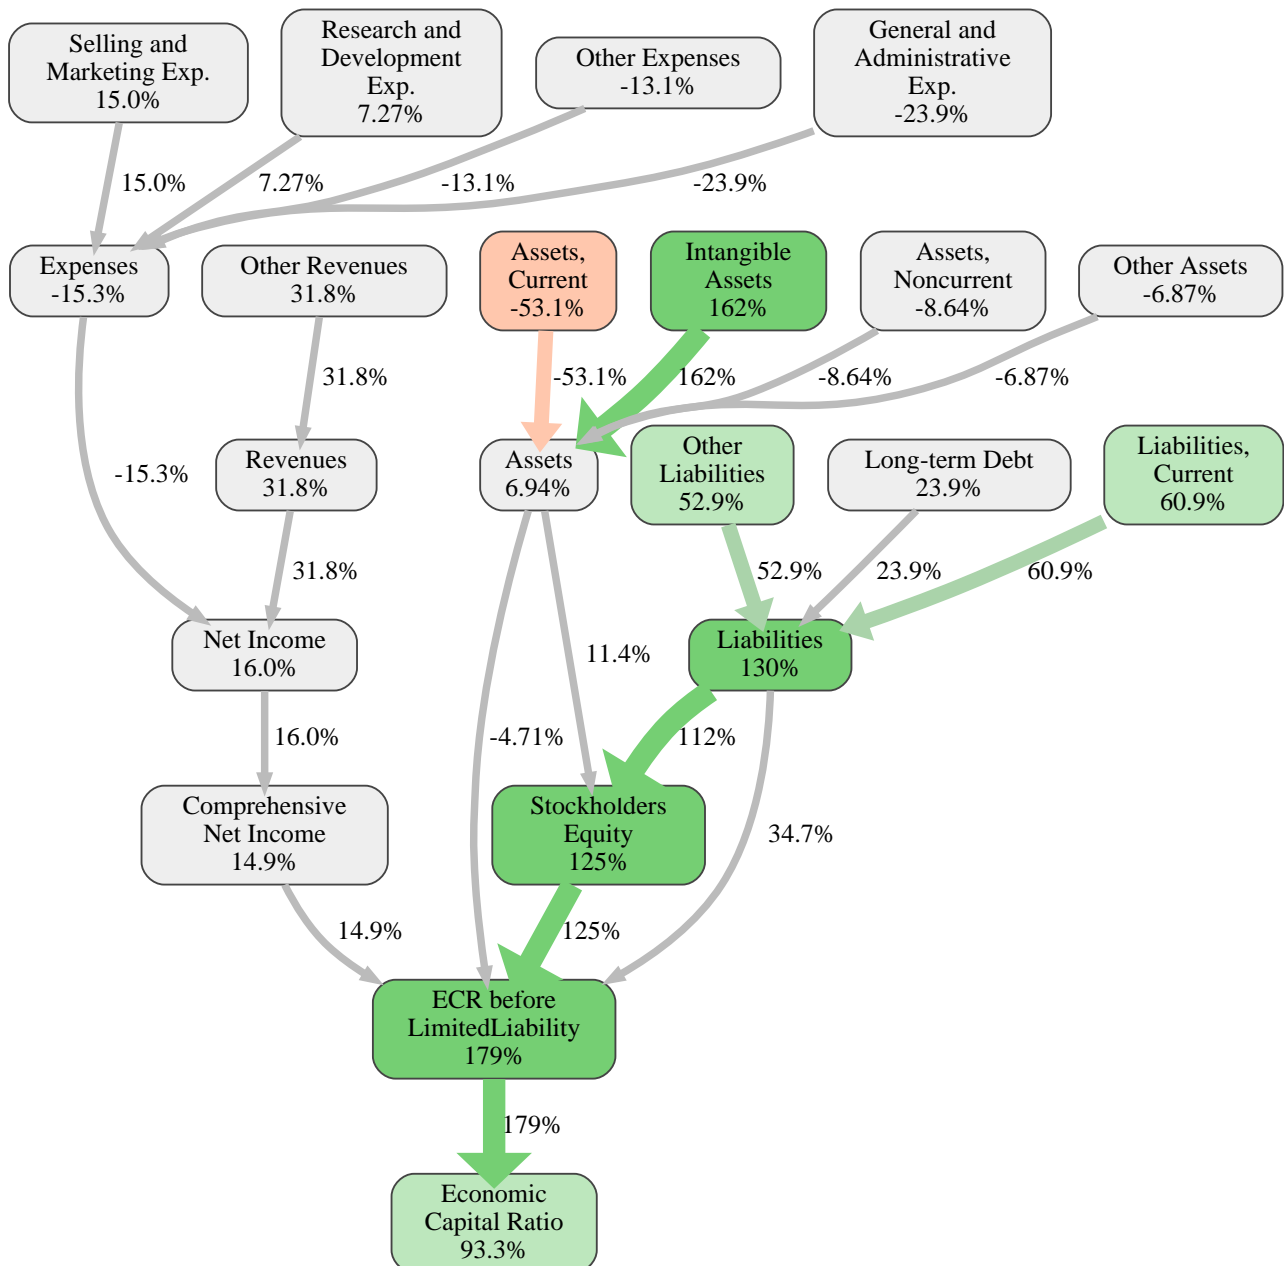 Selling and
Marketing Exp.
15.0%
Research and
Development
Exp.
7.27%
Other Expenses
-13.1%
General and
Administrative
Exp.
-23.9%
15.0%
7.27%
-13.1%
-23.9%
Expenses
-15.3%
Other Revenues
31.8%
Assets,
Current
-53.1%
Intangible
Assets
162%
Assets,
Noncurrent
-8.64%
Other Assets
-6.87%
31.8%
-53.1%
162%
-8.64%
-6.87%
-15.3%
Revenues
31.8%
Assets
6.94%
Other
Liabilities
52.9%
Long-term Debt
23.9%
Liabilities,
Current
60.9%
31.8%
52.9%
23.9%
60.9%
Net Income
16.0%
11.4%
Liabilities
130%
16.0%
-4.71%
112%
Comprehensive
Net Income
14.9%
Stockholders
Equity
125%
34.7%
14.9%
125%
ECR before
LimitedLiability
179%
179%
Economic
Capital Ratio
93.3%